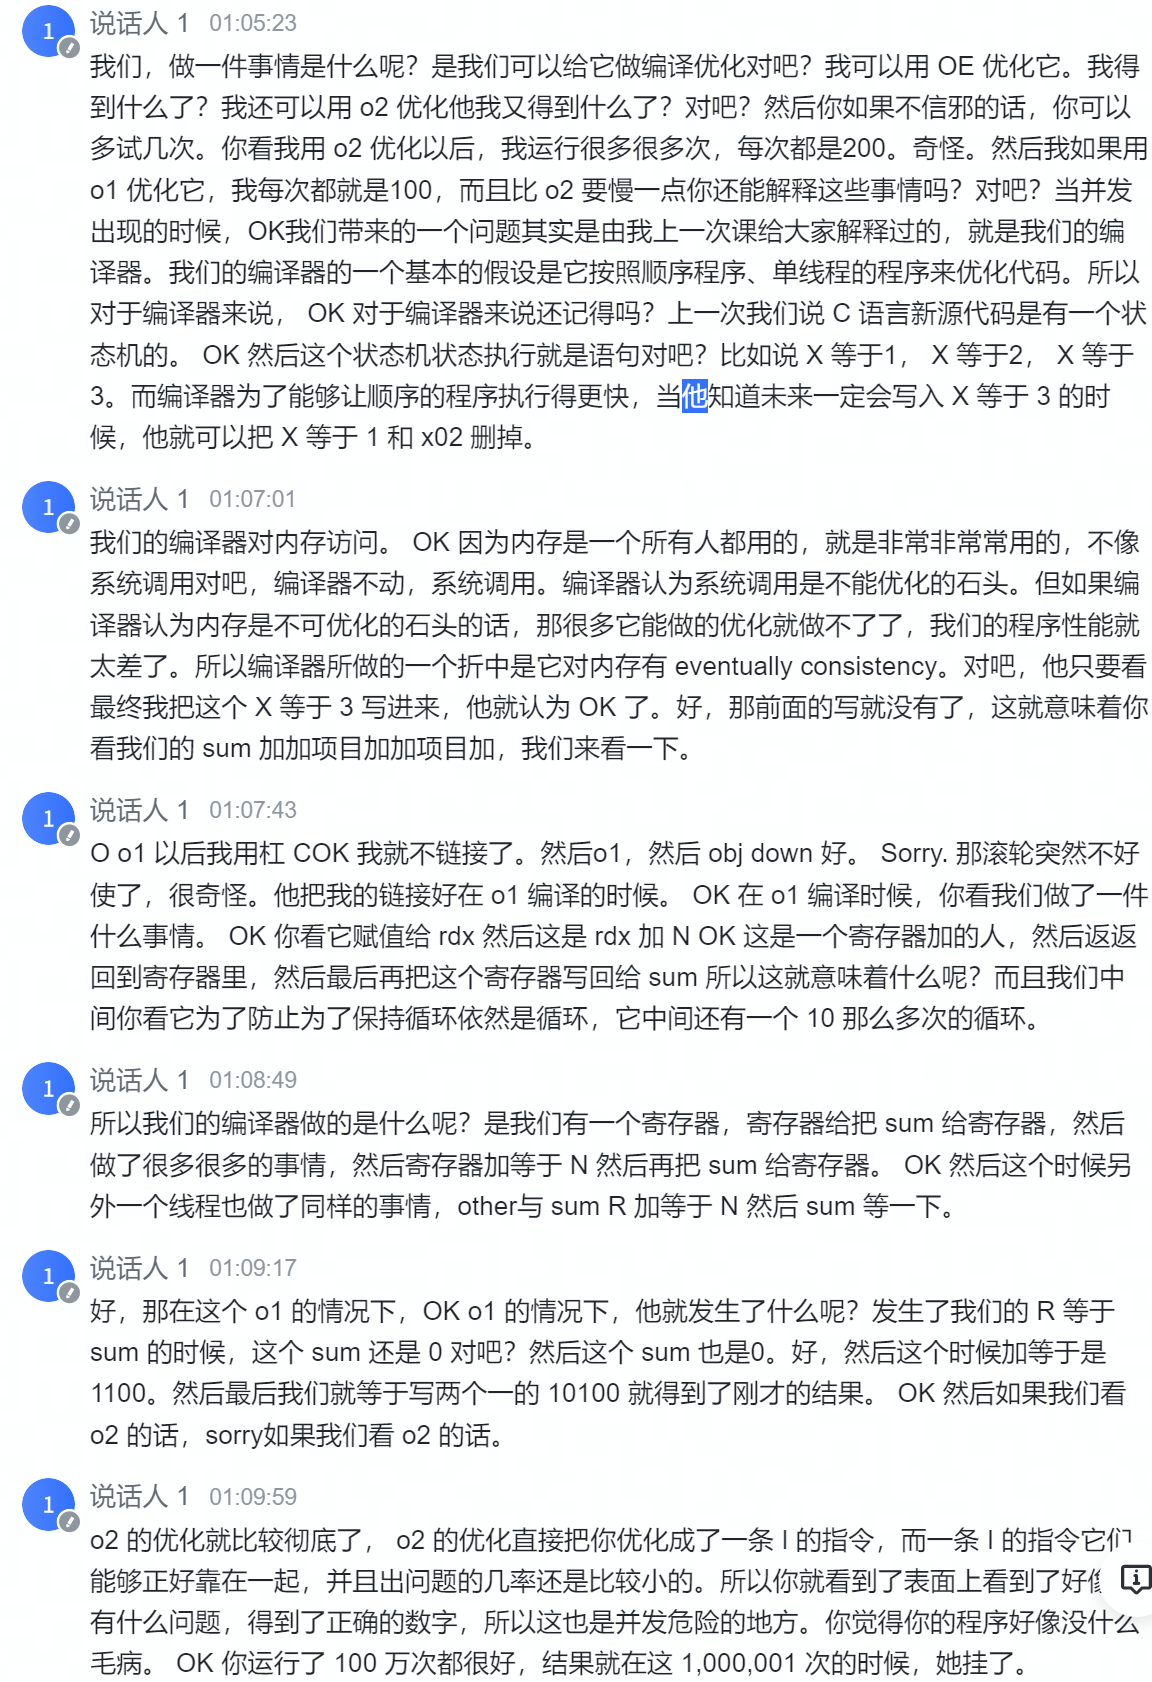 1
说话人 1 01:05:23
我们，做一件事情是什么呢？是我们可以给它做编译优化对吧？我可以用 OE 优化它。我得
到什么了？我还可以用 o2 优化他我又得到什么了？对吧？然后你如果不信邪的话，你可以
多试几次。你看我用 o2 优化以后，我运行很多很多次，每次都是200。奇怪。然后我如果用
o1 优化它，我每次都就是100，而且比 o2 要慢一点你还能解释这些事情吗？对吧？当并发
出现的时候，OK我们带来的一个问题其实是由我上一次课给大家解释过的，就是我们的编
译器。我们的编译器的一个基本的假设是它按照顺序程序、单线程的程序来优化代码。所以
对于编译器来说， OK 对于编译器来说还记得吗？上一次我们说 C 语言新源代码是有一个状
态机的。 OK 然后这个状态机状态执行就是语句对吧？比如说 X 等于1， X 等于2， X 等于
3。而编译器为了能够让顺序的程序执行得更快，当他知道未来一定会写入 X 等于 3 的时
候，他就可以把 X 等于 1 和 x02 删掉。
1
说话人 1 01:07:01
我们的编译器对内存访问。 OK 因为内存是一个所有人都用的，就是非常非常常用的，不像
系统调用对吧，编译器不动，系统调用。编译器认为系统调用是不能优化的石头。但如果编
译器认为内存是不可优化的石头的话，那很多它能做的优化就做不了了，我们的程序性能就
太差了。所以编译器所做的一个折中是它对内存有 eventually consistency。对吧，他只要看
最终我把这个 X 等于 3 写进来，他就认为 OK 了。好，那前面的写就没有了，这就意味着你
看我们的 sum 加加项目加加项目加，我们来看一下。
1
说话人 1 01:07:43
O o1 以后我用杠 COK 我就不链接了。然后o1，然后 obj down 好。 Sorry. 那滚轮突然不好
使了，很奇怪。他把我的链接好在 o1 编译的时候。 OK 在 o1 编译时候，你看我们做了一件
什么事情。 OK 你看它赋值给 rdx 然后这是 rdx 加 N OK 这是一个寄存器加的人，然后返返
回到寄存器里，然后最后再把这个寄存器写回给 sum 所以这就意味着什么呢？而且我们中
间你看它为了防止为了保持循环依然是循环，它中间还有一个 10 那么多次的循环。
1
说话人 1 01:08:49
所以我们的编译器做的是什么呢？是我们有一个寄存器，寄存器给把 sum 给寄存器，然后
做了很多很多的事情，然后寄存器加等于 N 然后再把 sum 给寄存器。 OK 然后这个时候另
外一个线程也做了同样的事情，other与 sum R 加等于 N 然后 sum 等一下。
1
说话人 1 01:09:17
好，那在这个 o1 的情况下，OK o1 的情况下，他就发生了什么呢？发生了我们的 R 等于
sum 的时候，这个 sum 还是 0 对吧？然后这个 sum 也是0。好，然后这个时候加等于是
1100。然后最后我们就等于写两个一的 10100 就得到了刚才的结果。 OK 然后如果我们看
o2 的话，sorry如果我们看 o2 的话。
1
说话人 1 01:09:59
o2 的优化就比较彻底了， o2 的优化直接把你优化成了一条 I 的指令，而一条 I 的指令它们
能够正好靠在一起，并且出问题的几率还是比较小的。所以你就看到了表面上看到了好像
有什么问题，得到了正确的数字，所以这也是并发危险的地方。你觉得你的程序好像没什么
毛病。 OK 你运行了 100 万次都很好，结果就在这 1,000,001 次的时候，她挂了。